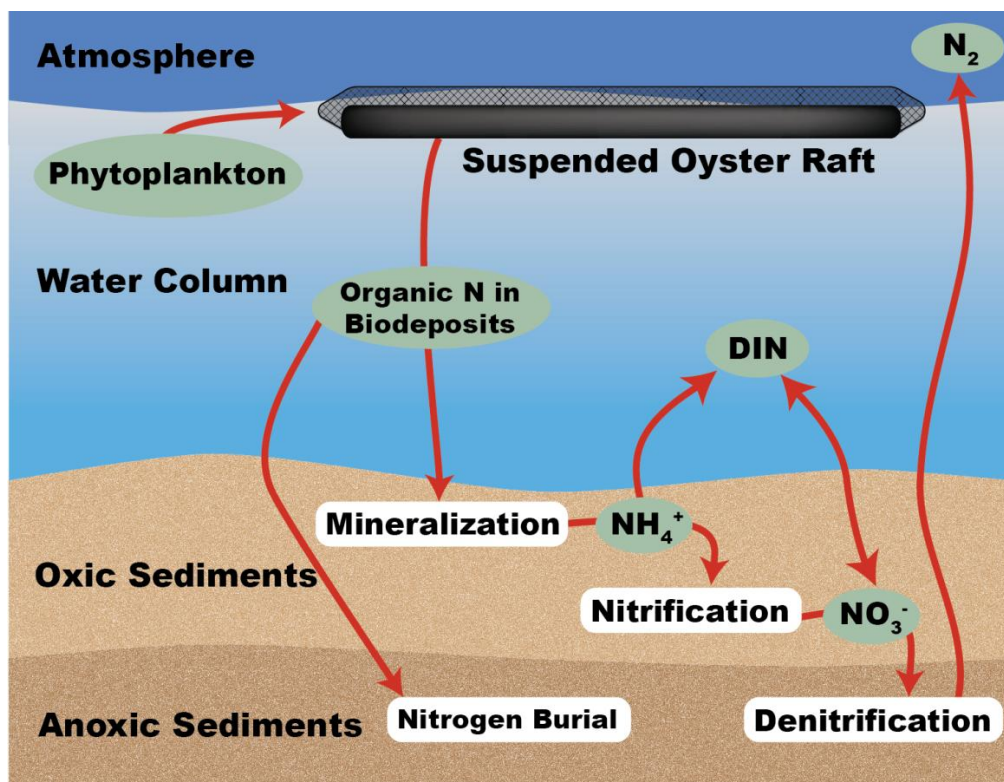 Atmosphere
N₂
Phytoplankton
Suspended Oyster Raft
Water Column
Organic N in
Biodeposits
DIN
Mineralization
NH₄⁺
Oxic Sediments
Nitrification
NO₃⁻
Anoxic Sediments
Nitrogen Burial
Denitrification